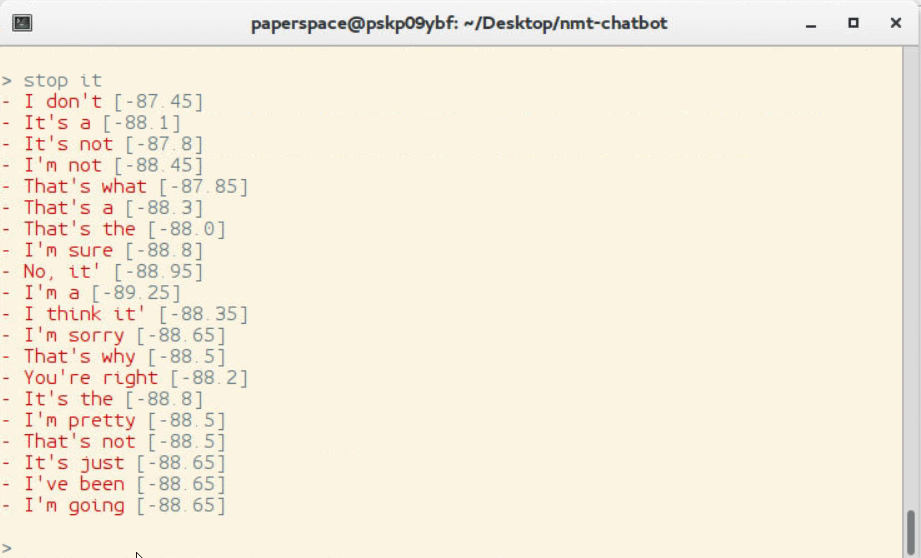 paperspace@pskp09ybf: ~/Desktop/nmt-chatbot
> stop it
- I don't [-87.45]
- It's a [-88.1]
- It's not [-87.8]
- I'm not [-88.45]
- That's what [-87.85]
- That's a [-88.3]
- That's the [-88.0]
- I'm sure [-88.8]
- No, it' [-88.95]
- I'm a [-89.25]
- I think it' [-88.35]
- I'm sorry [-88.65]
- That's why [-88.5]
- You're right [-88.2]
- It's the [-88.8]
- I'm pretty [-88.5]
- That's not [-88.5]
- It's just [-88.65]
- I've been [-88.65]
- I'm going [-88.65]
>